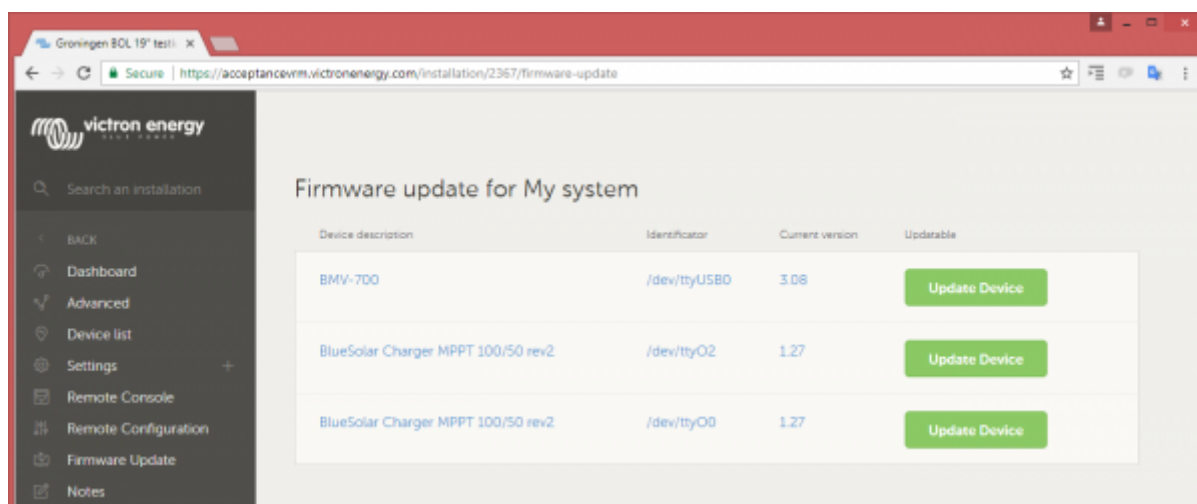 Groningen BOL 19" testi
Secure | https://acceptancevrm.victronenergy.com/installation/2367/firmware-update
victron energy
BLUE POWER
Search an installation
BACK
Dashboard
Advanced
Device list
Settings
Remote Console
Remote Configuration
Firmware Update
Notes
Firmware update for My system
Device description Identificator Current version Updatable
BMV-700 /dev/ttyUSB0 3.08 Update Device
BlueSolar Charger MPPT 100/50 rev2 /dev/ttyO2 1.27 Update Device
BlueSolar Charger MPPT 100/50 rev2 /dev/ttyO0 1.27 Update Device